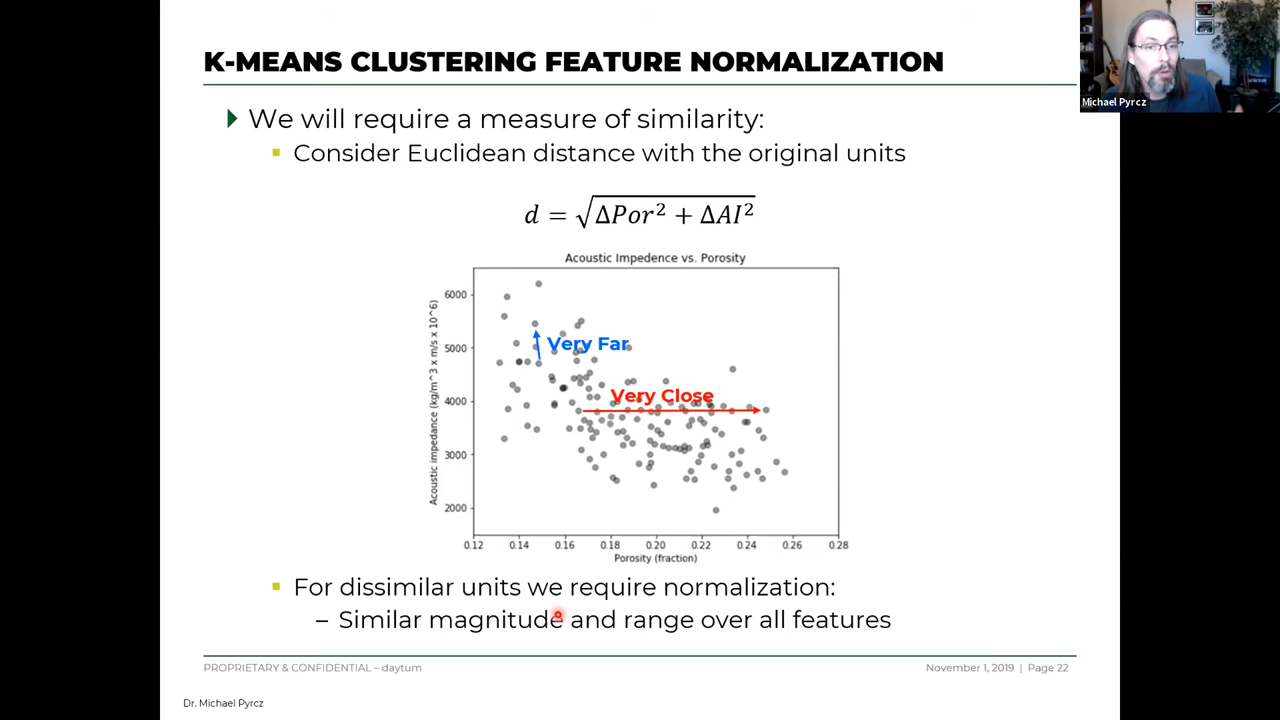 K-MEANS CLUSTERING FEATURE NORMALIZATION
Michael Pyrcz
We will require a measure of similarity:
Consider Euclidean distance with the original units
d = √ΔPor² + ΔAI²
Acoustic Impedence vs. Porosity
Acoustic impedance (kg/m^3 x m/s x 10^6)
6000
5000
4000
3000
2000
Very Far
Very Close
0.12 0.14 0.16 0.18 0.20 0.22 0.24 0.26 0.28
Porosity (fraction)
For dissimilar units we require normalization:
– Similar magnitude and range over all features
PROPRIETARY & CONFIDENTIAL – daytum
November 1, 2019 | Page 22
Dr. Michael Pyrcz